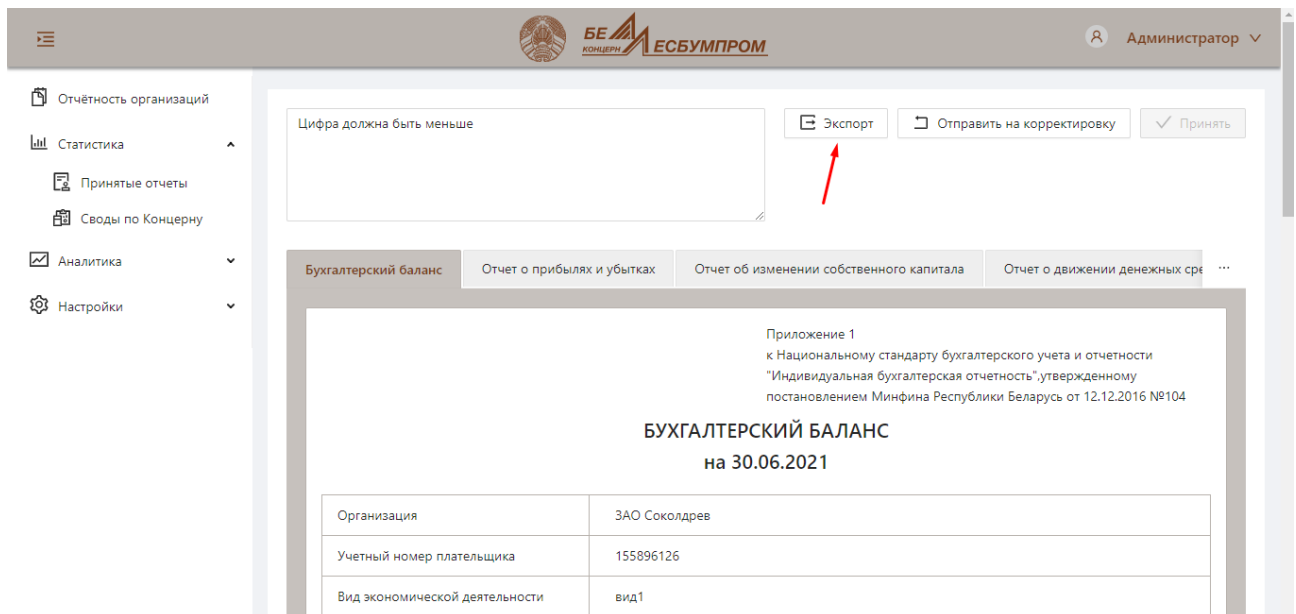 БЕЛЛЕСБУМПРОМ
КОНЦЕРН
Администратор
Отчётность организаций
Статистика
Принятые отчеты
Своды по Концерну
Аналитика
Настройки
Цифра должна быть меньше
Экспорт
Отправить на корректировку
Принять
Бухгалтерский баланс
Отчет о прибылях и убытках
Отчет об изменении собственного капитала
Отчет о движении денежных сре
...
Приложение 1
к Национальному стандарту бухгалтерского учета и отчетности
"Индивидуальная бухгалтерская отчетность",утвержденному
постановлением Минфина Республики Беларусь от 12.12.2016 №104
БУХГАЛТЕРСКИЙ БАЛАНС
на 30.06.2021
Организация
ЗАО Соколдрев
Учетный номер плательщика
155896126
Вид экономической деятельности
вид1